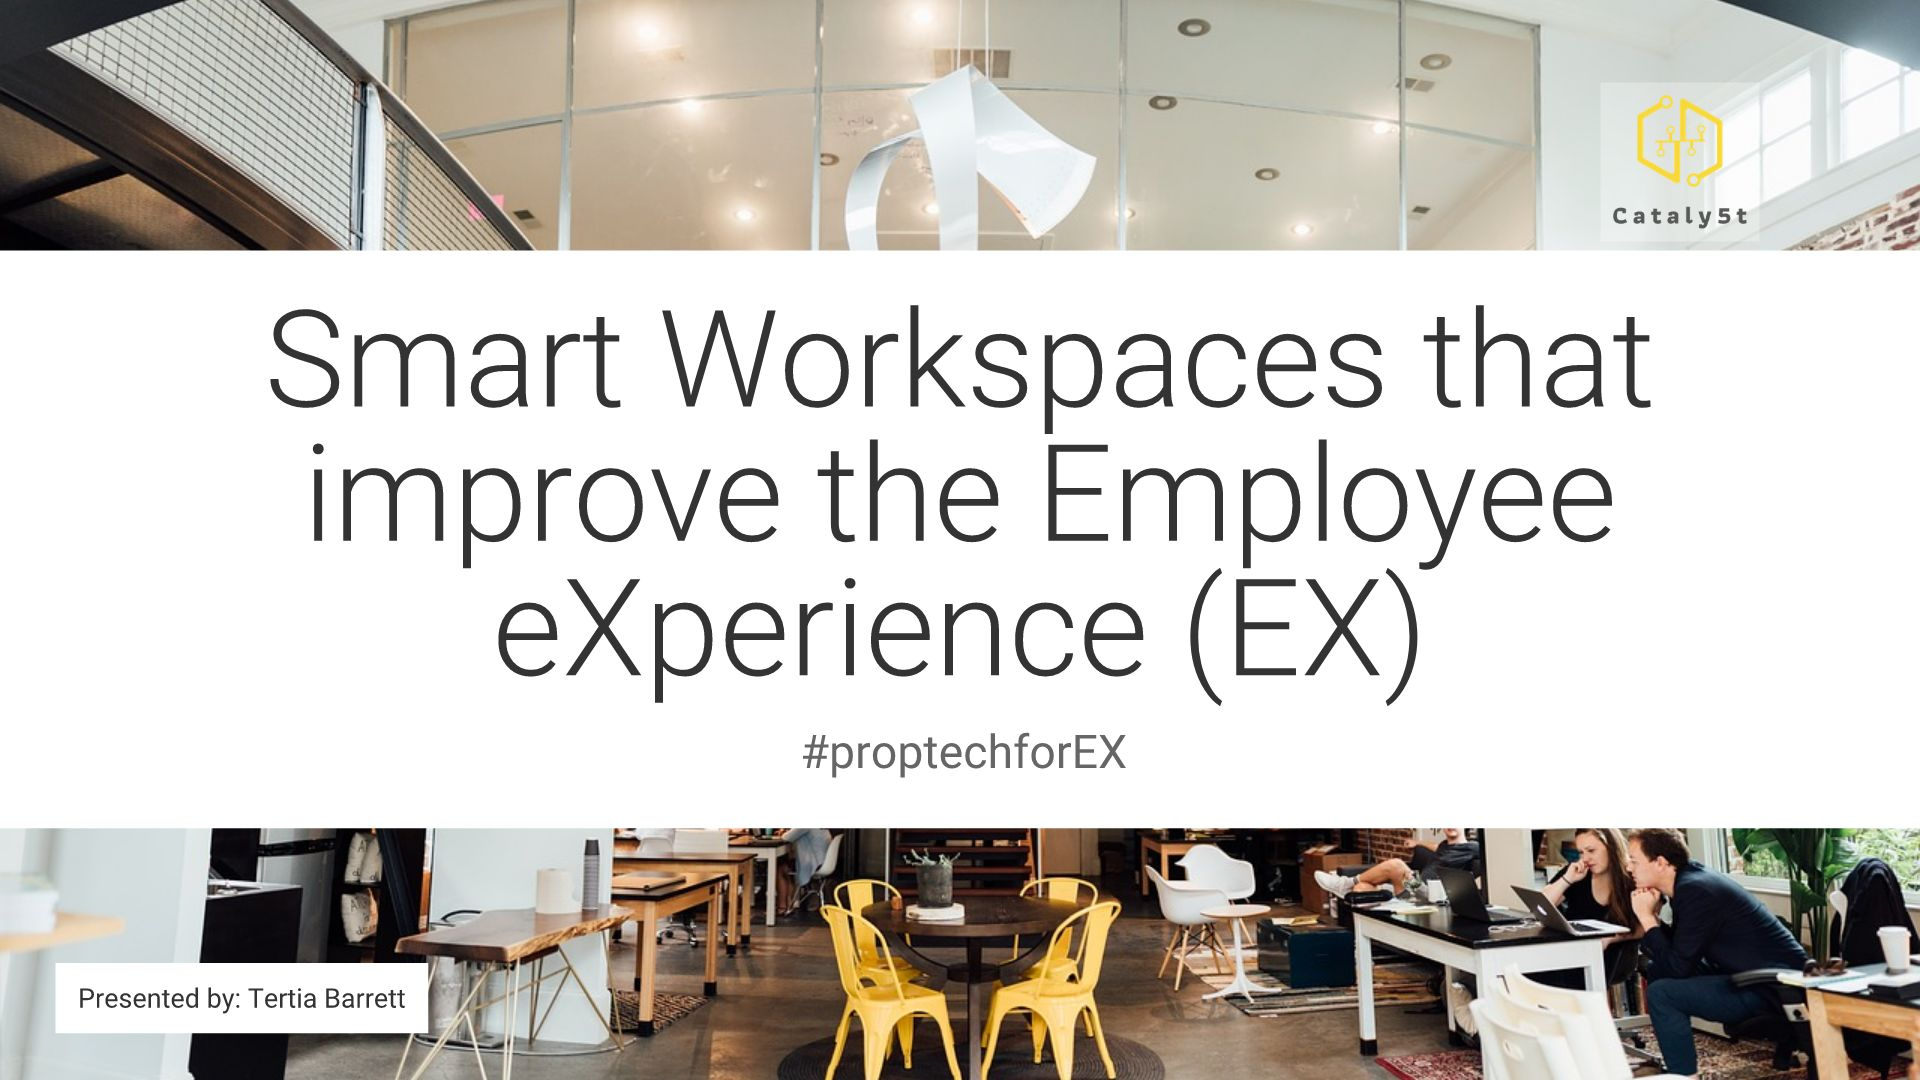 Cataly5t
Smart Workspaces that
improve the Employee
eXperience (EX)
#proptechforEX
Presented by: Tertia Barrett